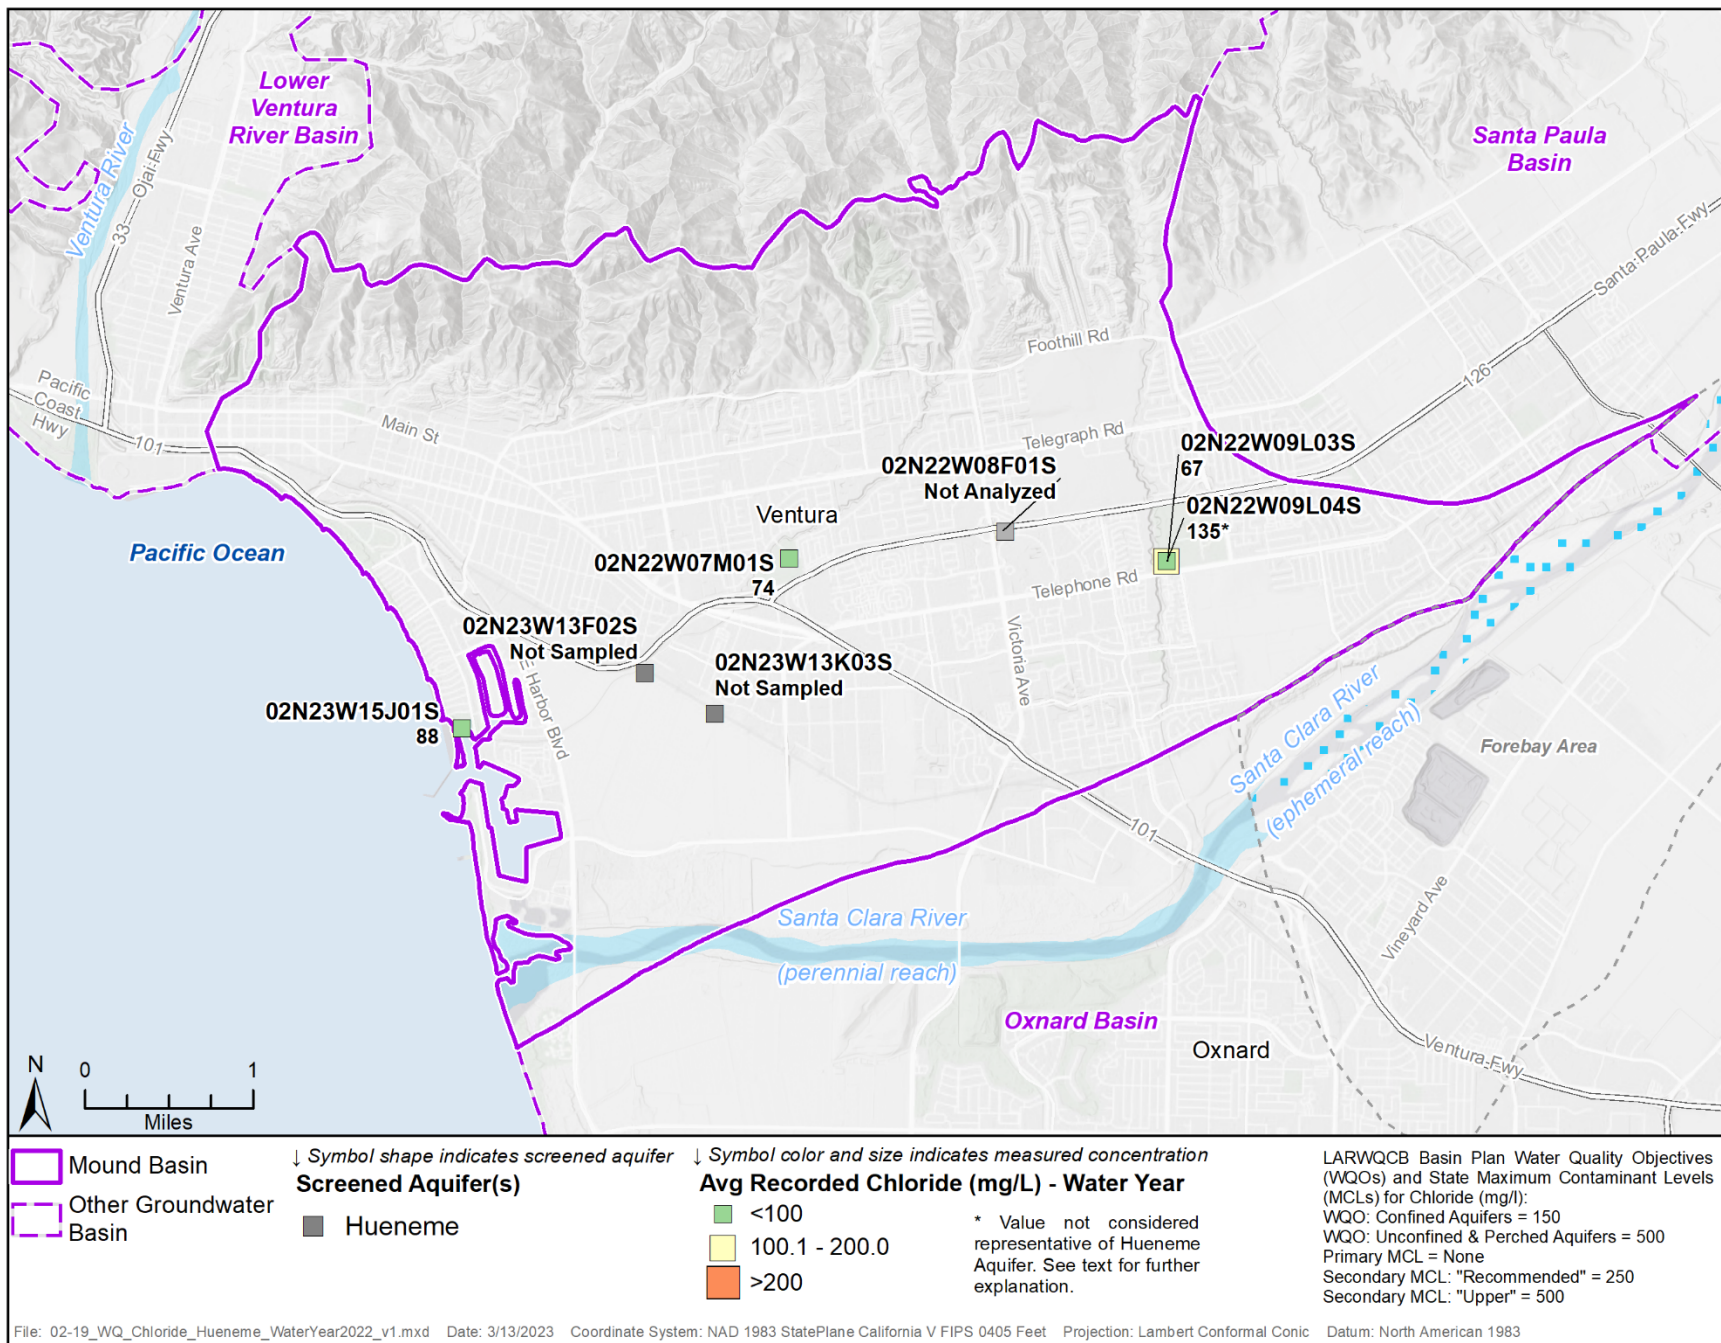 Lower
Ventura
River Basin
Santa Paula
Basin
Ventura River
33
Ojai-Fwy
Ventura Ave
Santa-Paula-Fwy
126
Foothill Rd
Pacific
Coast
Hwy
101
Main St
Telegraph Rd
02N22W09L03S
67
02N22W08F01S
Not Analyzed
02N22W09L04S
135*
Ventura
Pacific Ocean
02N22W07M01S
74
Telephone Rd
02N23W13F02S
Not Sampled
Victoria Ave
02N23W13K03S
Not Sampled
E Harbor Blvd
02N23W15J01S
88
Santa Clara River
(ephemeral reach)
Forebay Area
101
Vineyard Ave
Santa Clara River
(perennial reach)
Oxnard Basin
Oxnard
Ventura-Fwy
N
0 1
Miles
Mound Basin
Other Groundwater
Basin
↓ Symbol shape indicates screened aquifer
Screened Aquifer(s)
Hueneme
↓ Symbol color and size indicates measured concentration
Avg Recorded Chloride (mg/L) - Water Year
<100
100.1 - 200.0
>200
* Value not considered
representative of Hueneme
Aquifer. See text for further
explanation.
LARWQCB Basin Plan Water Quality Objectives
(WQOs) and State Maximum Contaminant Levels
(MCLs) for Chloride (mg/l):
WQO: Confined Aquifers = 150
WQO: Unconfined & Perched Aquifers = 500
Primary MCL = None
Secondary MCL: "Recommended" = 250
Secondary MCL: "Upper" = 500
File: 02-19_WQ_Chloride_Hueneme_WaterYear2022_v1.mxd Date: 3/13/2023 Coordinate System: NAD 1983 StatePlane California V FIPS 0405 Feet Projection: Lambert Conformal Conic Datum: North American 1983